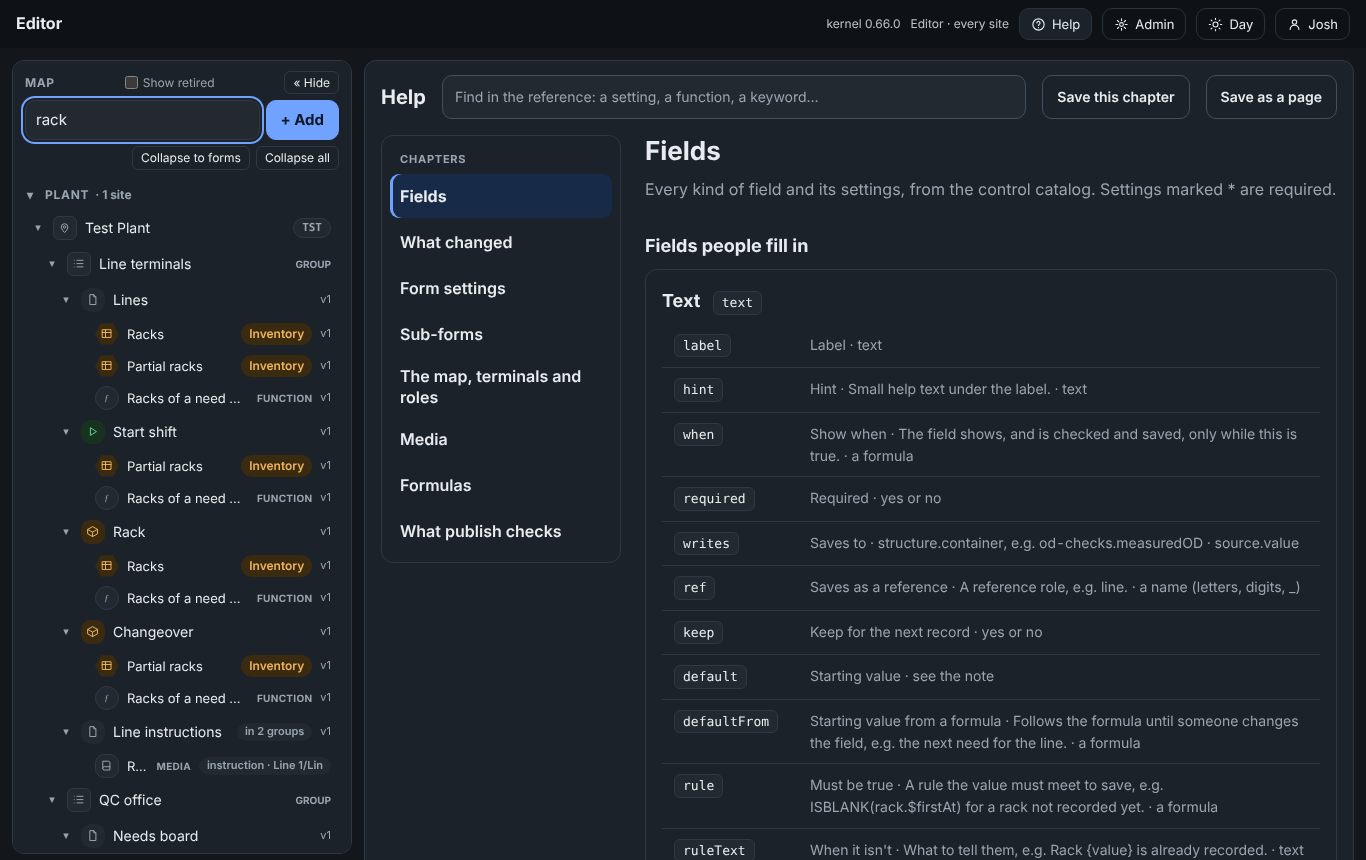 Editor
kernel 0.66.0 Editor · every site Help Admin Day Josh
MAP Show retired « Hide
rack + Add
Collapse to forms Collapse all
PLANT · 1 site
Test Plant TST
Line terminals GROUP
Lines v1
Racks Inventory v1
Partial racks Inventory v1
Racks of a need ... FUNCTION v1
Start shift v1
Partial racks Inventory v1
Racks of a need ... FUNCTION v1
Rack v1
Racks Inventory v1
Racks of a need ... FUNCTION v1
Changeover v1
Partial racks Inventory v1
Racks of a need ... FUNCTION v1
Line instructions in 2 groups v1
R... MEDIA instruction · Line 1/Lin
QC office GROUP
Needs board v1
Help Find in the reference: a setting, a function, a keyword... Save this chapter Save as a page
CHAPTERS
Fields
What changed
Form settings
Sub-forms
The map, terminals and
roles
Media
Formulas
What publish checks
Fields
Every kind of field and its settings, from the control catalog. Settings marked * are required.
Fields people fill in
Text text
label Label · text
hint Hint · Small help text under the label. · text
when Show when · The field shows, and is checked and saved, only while this is
true. · a formula
required Required · yes or no
writes Saves to · structure.container, e.g. od-checks.measuredOD · source.value
ref Saves as a reference · A reference role, e.g. line. · a name (letters, digits, _)
keep Keep for the next record · yes or no
default Starting value · see the note
defaultFrom Starting value from a formula · Follows the formula until someone changes
the field, e.g. the next need for the line. · a formula
rule Must be true · A rule the value must meet to save, e.g.
ISBLANK(rack.$firstAt) for a rack not recorded yet. · a formula
ruleText When it isn't · What to tell them, e.g. Rack {value} is already recorded. · text